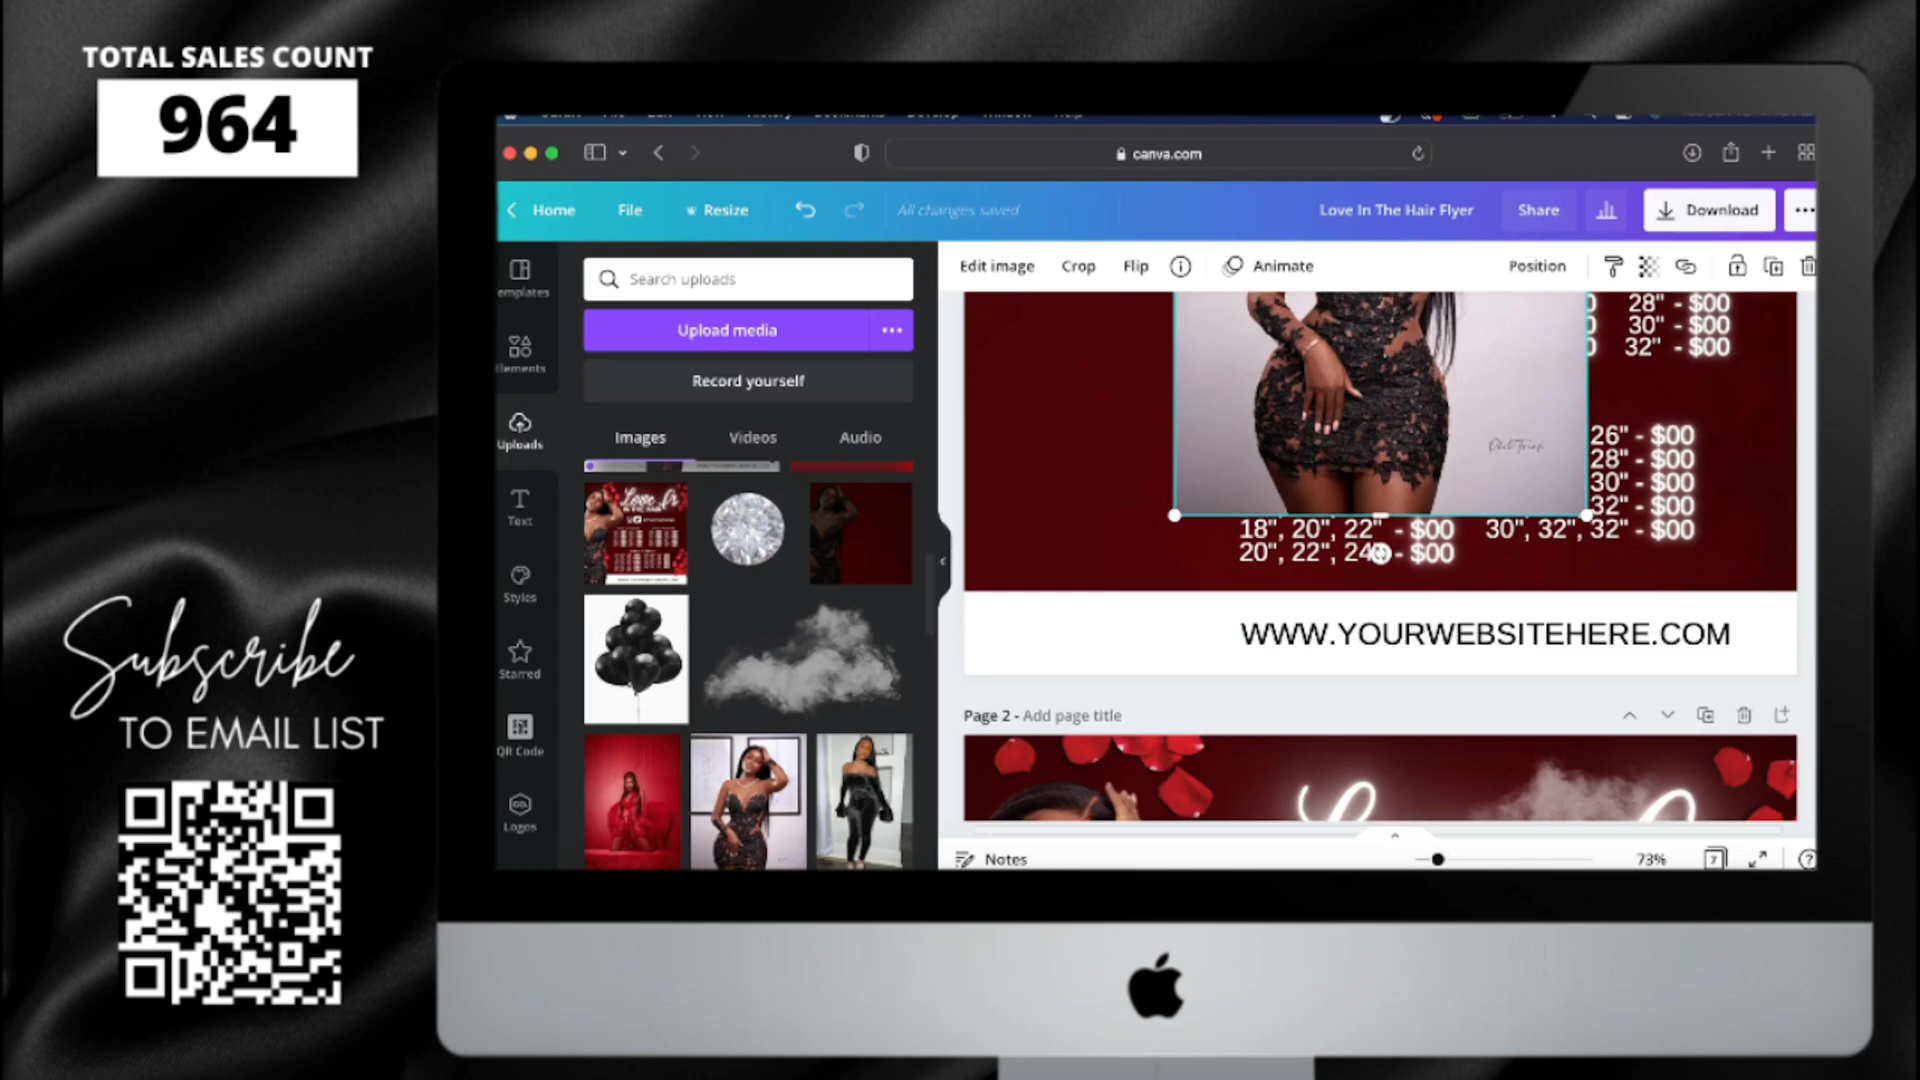 TOTAL SALES COUNT
964
Subscribe
TO EMAIL LIST
canva.com
Home
File
Resize
All changes saved
Love In The Hair Flyer
Share
Download
emplates
Elements
Uploads
Text
Styles
Starred
QR Code
Logos
Search uploads
Upload media
Record yourself
Images
Videos
Audio
Edit image
Crop
Flip
Animate
Position
28" - $00
30" - $00
32" - $00
26" - $00
28" - $00
30" - $00
32" - $00
18", 20", 22" - $00
30", 32", 32" - $00
20", 22", 24 - $00
WWW.YOURWEBSITEHERE.COM
Page 2 - Add page title
Notes
73%
7